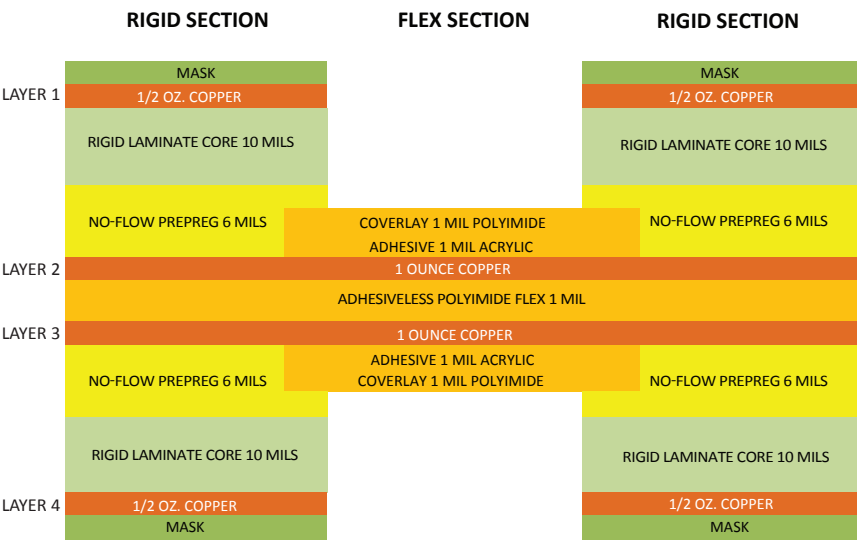 RIGID SECTION
FLEX SECTION
RIGID SECTION
MASK
MASK
LAYER 1
1/2 OZ. COPPER
1/2 OZ. COPPER
RIGID LAMINATE CORE 10 MILS
RIGID LAMINATE CORE 10 MILS
NO-FLOW PREPREG 6 MILS
COVERLAY 1 MIL POLYIMIDE
NO-FLOW PREPREG 6 MILS
ADHESIVE 1 MIL ACRYLIC
LAYER 2
1 OUNCE COPPER
ADHESIVELESS POLYIMIDE FLEX 1 MIL
LAYER 3
1 OUNCE COPPER
ADHESIVE 1 MIL ACRYLIC
NO-FLOW PREPREG 6 MILS
COVERLAY 1 MIL POLYIMIDE
NO-FLOW PREPREG 6 MILS
RIGID LAMINATE CORE 10 MILS
RIGID LAMINATE CORE 10 MILS
LAYER 4
1/2 OZ. COPPER
1/2 OZ. COPPER
MASK
MASK